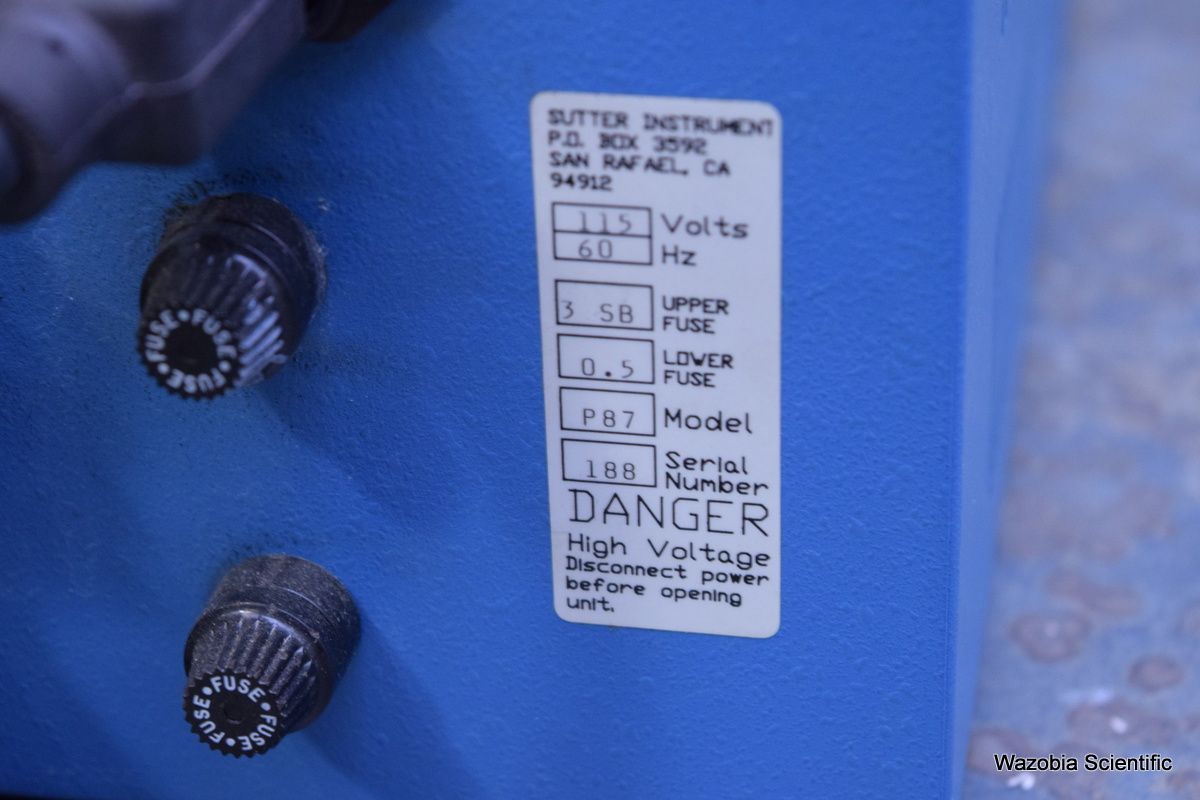 SUTTER INSTRUMENT
P.O. BOX 3592
SAN RAFAEL, CA
94912
115 Volts
60 Hz
3 SB UPPER FUSE
0.5 LOWER FUSE
P87 Model
188 Serial Number
DANGER
High Voltage
Disconnect power
before opening
unit.
FUSE • FUSE • FUSE •
FUSE • FUSE • FUSE •
Wazobia Scientific